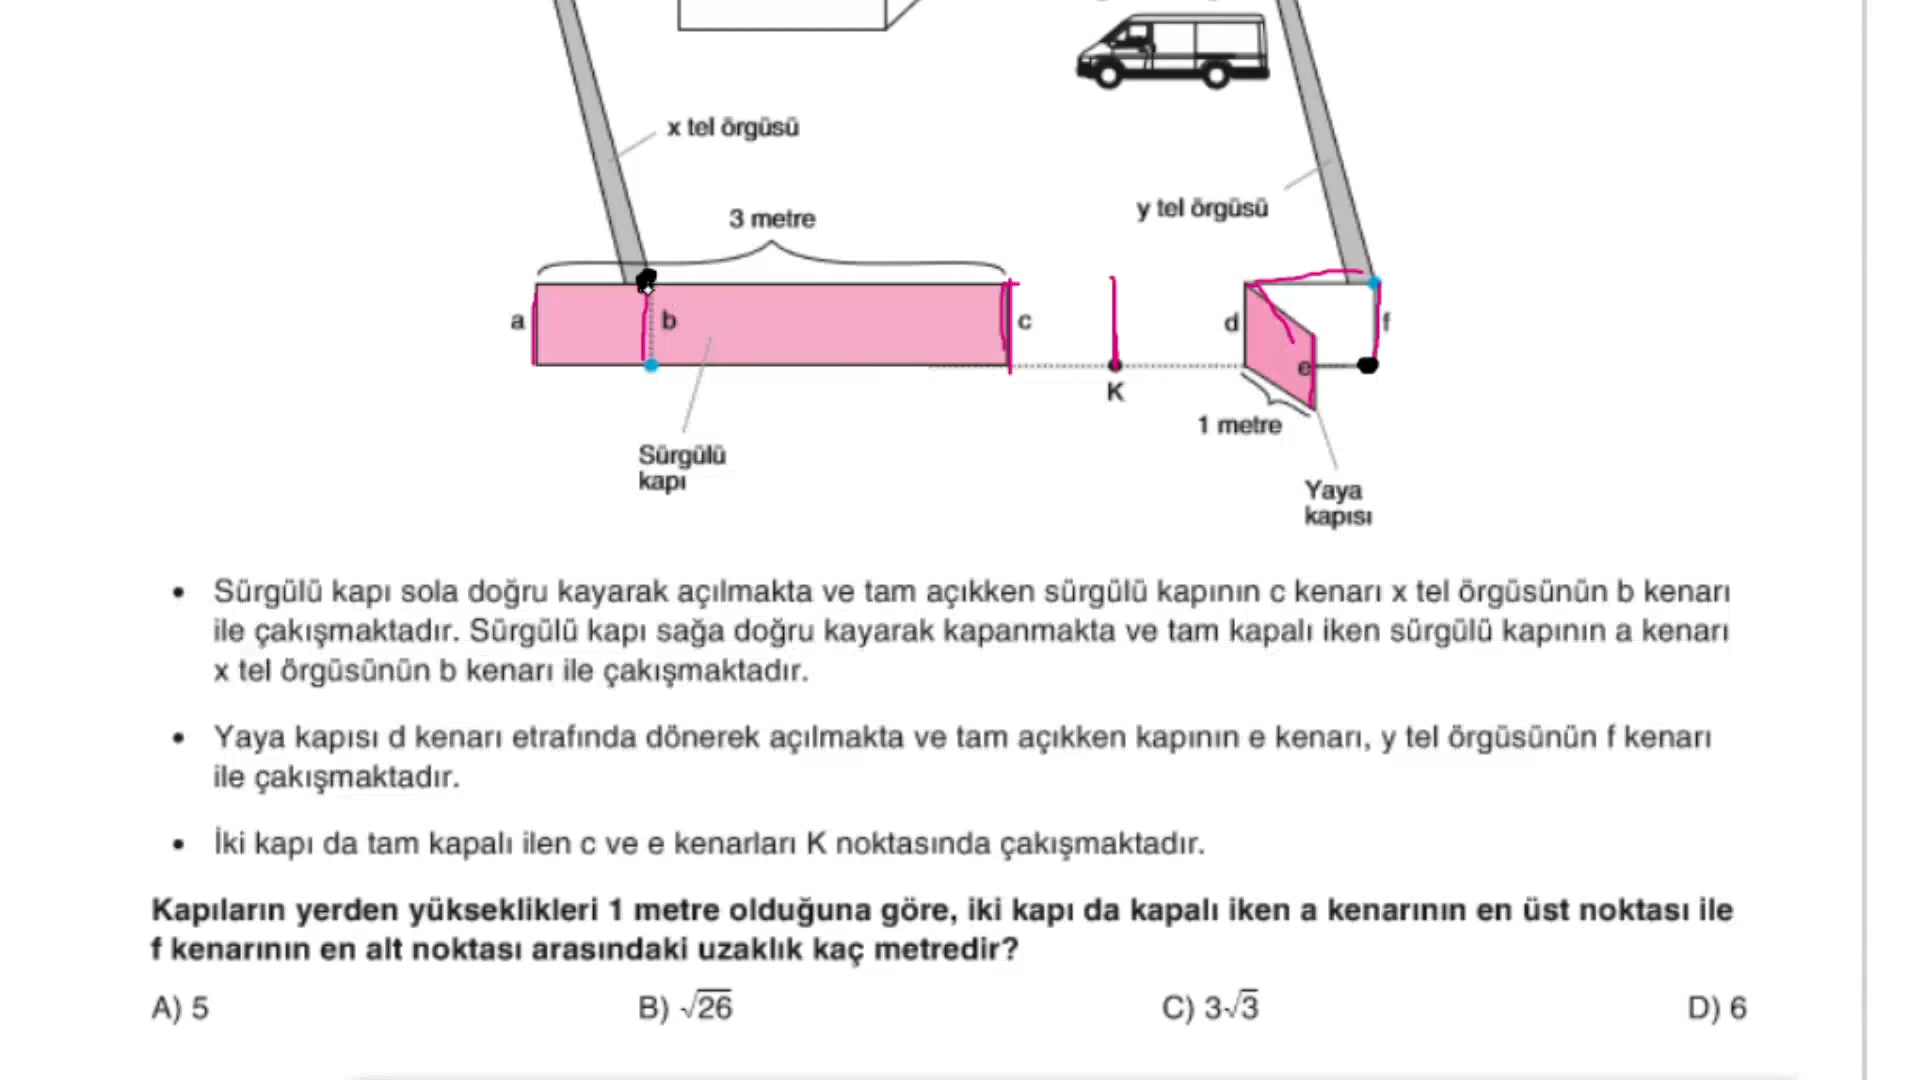 x tel örgüsü
y tel örgüsü
3 metre
a
b
c
d
f
e
K
1 metre
Sürgülü
kapı
Yaya
kapısı
• Sürgülü kapı sola doğru kayarak açılmakta ve tam açıkken sürgülü kapının c kenarı x tel örgüsünün b kenarı
ile çakışmaktadır. Sürgülü kapı sağa doğru kayarak kapanmakta ve tam kapalı iken sürgülü kapının a kenarı
x tel örgüsünün b kenarı ile çakışmaktadır.
• Yaya kapısı d kenarı etrafında dönerek açılmakta ve tam açıkken kapının e kenarı, y tel örgüsünün f kenarı
ile çakışmaktadır.
• İki kapı da tam kapalı ilen c ve e kenarları K noktasında çakışmaktadır.
Kapıların yerden yükseklikleri 1 metre olduğuna göre, iki kapı da kapalı iken a kenarının en üst noktası ile
f kenarının en alt noktası arasındaki uzaklık kaç metredir?
A) 5 B) √26 C) 3√3 D) 6